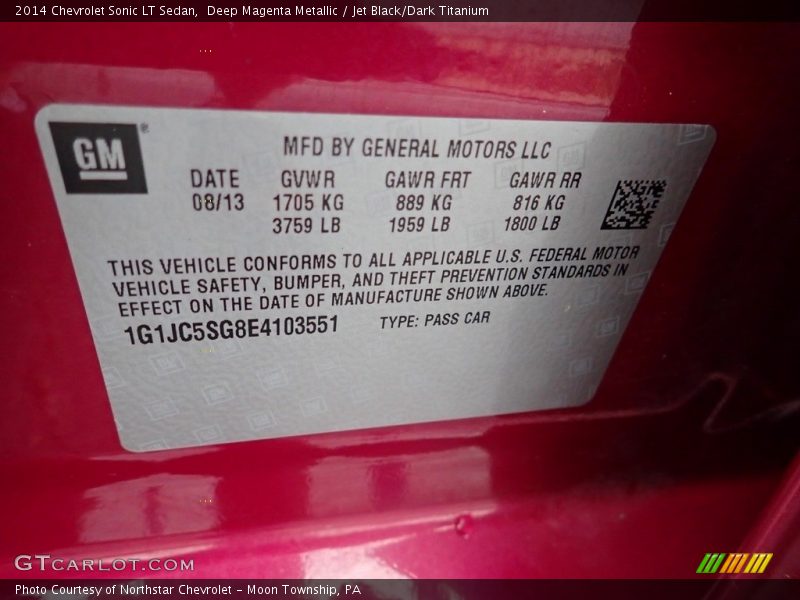 2014 Chevrolet Sonic LT Sedan, Deep Magenta Metallic / Jet Black/Dark Titanium
GM®
MFD BY GENERAL MOTORS LLC
DATE GVWR GAWR FRT GAWR RR
08/13 1705 KG 889 KG 816 KG
3759 LB 1959 LB 1800 LB
THIS VEHICLE CONFORMS TO ALL APPLICABLE U.S. FEDERAL MOTOR
VEHICLE SAFETY, BUMPER, AND THEFT PREVENTION STANDARDS IN
EFFECT ON THE DATE OF MANUFACTURE SHOWN ABOVE.
1G1JC5SG8E4103551 TYPE: PASS CAR
GTCARLOT.COM
Photo Courtesy of Northstar Chevrolet - Moon Township, PA